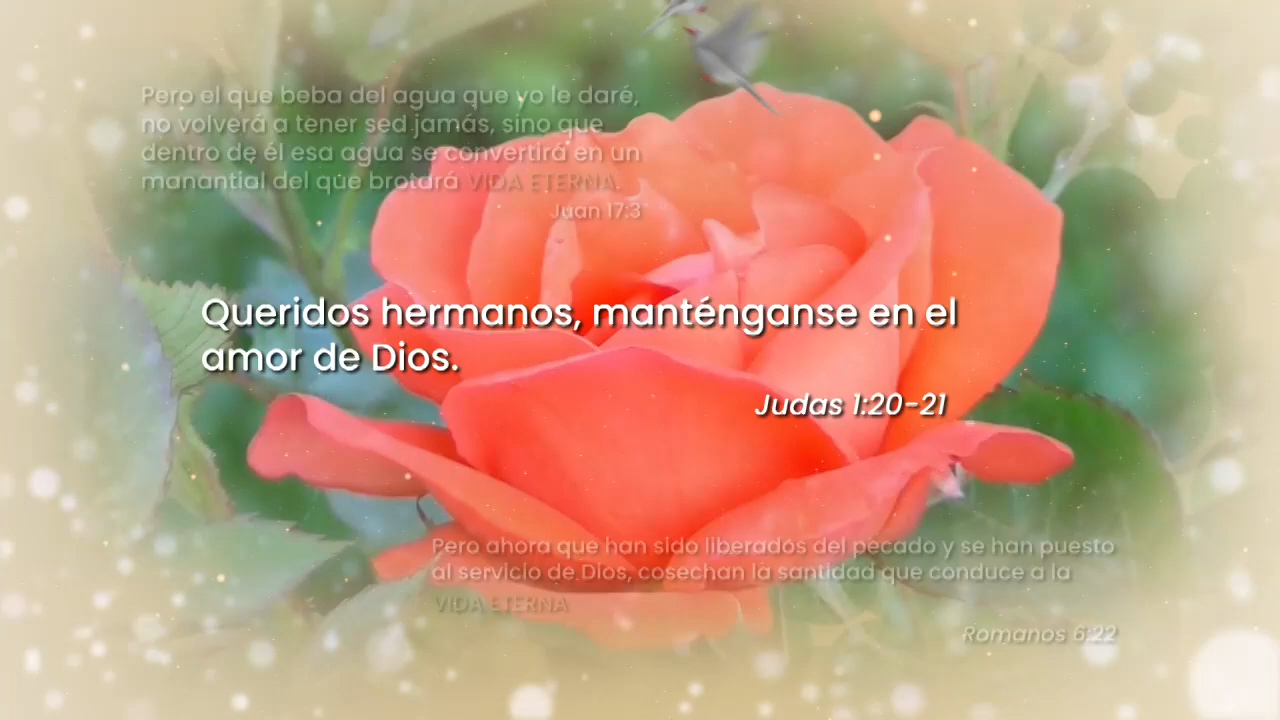 Pero el que beba del agua que yo le daré,
no volverá a tener sed jamás, sino que
dentro de él esa agua se convertirá en un
manantial del que brotará VIDA ETERNA.
Juan 17:3
Queridos hermanos, manténganse en el
amor de Dios.
Judas 1:20-21
Pero ahora que han sido liberados del pecado y se han puesto
al servicio de Dios, cosechan la santidad que conduce a la
VIDA ETERNA
Romanos 6:22